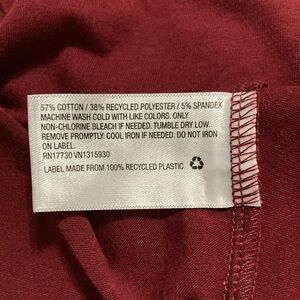 57% COTTON / 38% RECYCLED POLYESTER / 5% SPANDEX
MACHINE WASH COLD WITH LIKE COLORS. ONLY
NON-CHLORINE BLEACH IF NEEDED. TUMBLE DRY LOW.
REMOVE PROMPTLY. COOL IRON IF NEEDED. DO NOT IRON
ON LABEL.
RN17730 VN1315930
LABEL MADE FROM 100% RECYCLED PLASTIC